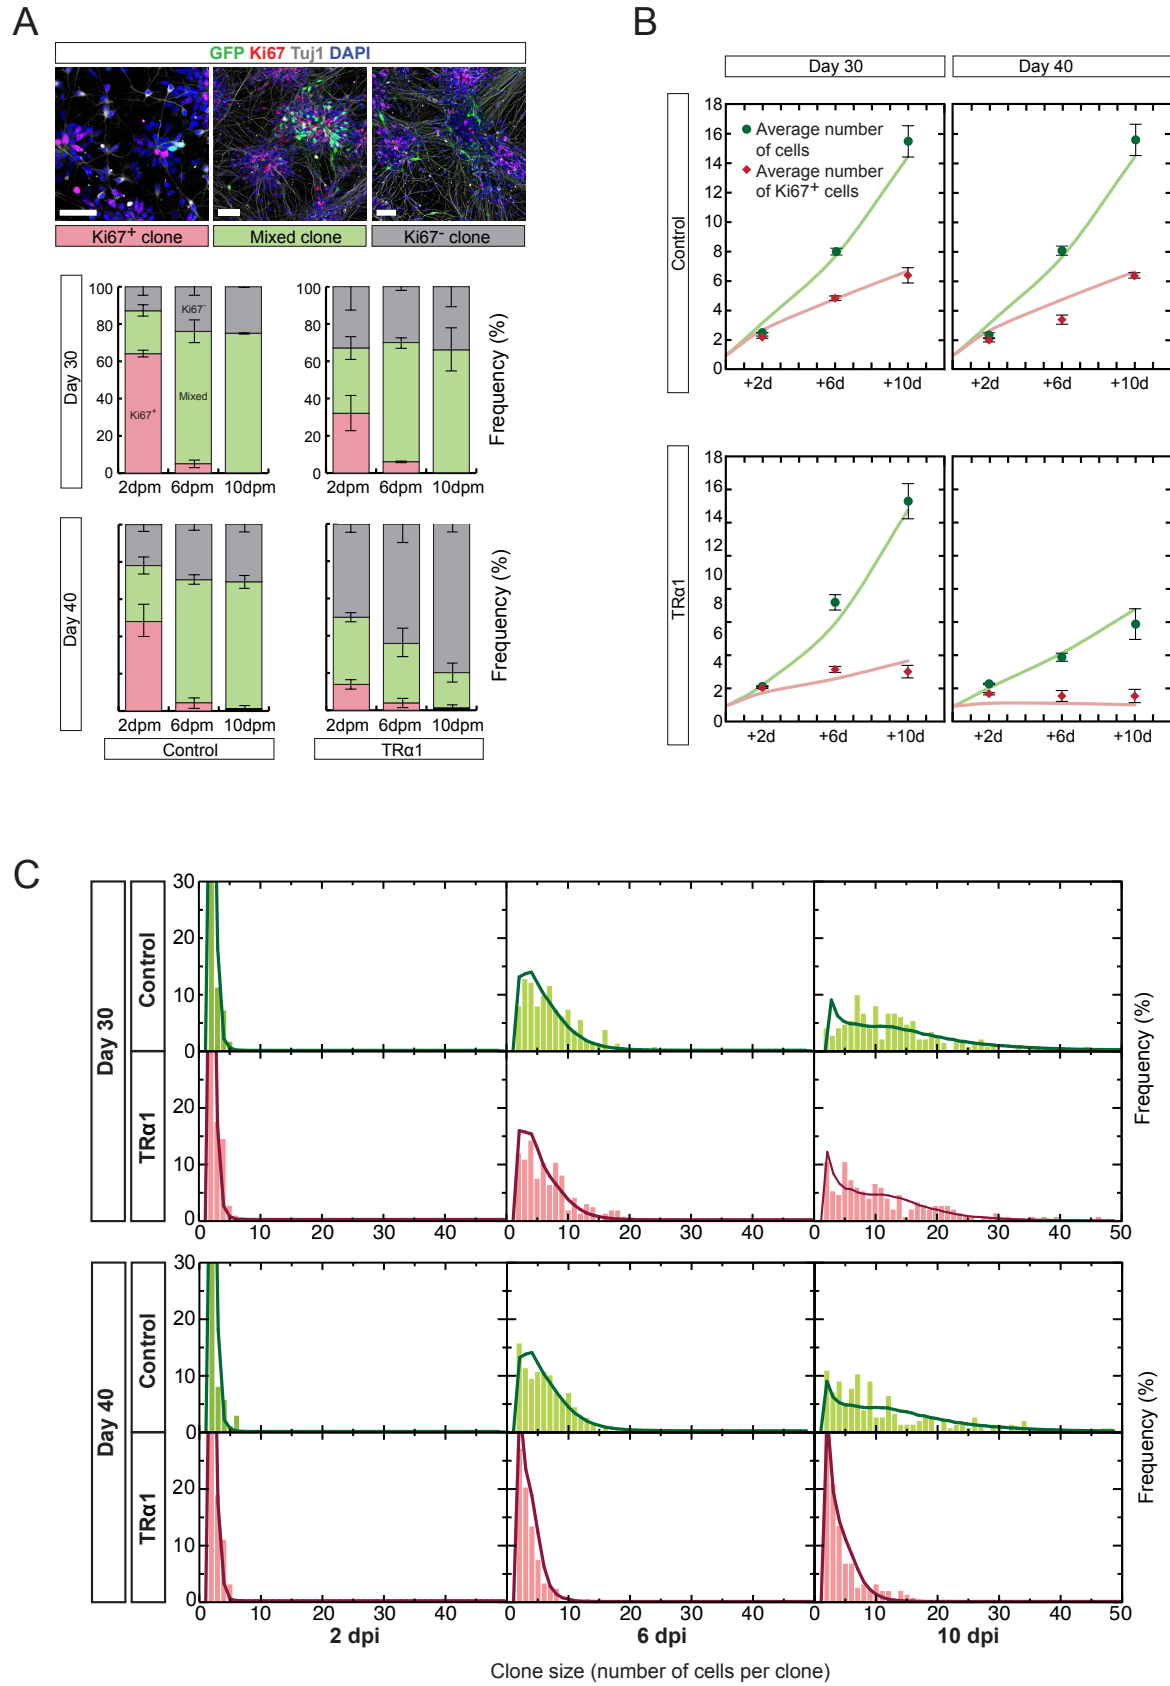 A
GFP Ki67 Tuj1 DAPI
Ki67+ clone
Mixed clone
Ki67- clone
Day 30
100
80
60
40
20
0
Ki67-
Mixed
Ki67+
2dpm 6dpm 10dpm
100
80
60
40
20
0
2dpm 6dpm 10dpm
Frequency (%)
Day 40
2dpm 6dpm 10dpm
Control
2dpm 6dpm 10dpm
TRα1
Frequency (%)
B
Day 30
Day 40
Control
18
16
14
12
10
8
6
4
2
0
Average number
of cells
Average number
of Ki67+ cells
+2d +6d +10d
+2d +6d +10d
TRα1
18
16
14
12
10
8
6
4
2
0
+2d +6d +10d
+2d +6d +10d
C
Day 30
Control
30
20
10
0
TRα1
20
10
0
0 10 20 30 40
0 10 20 30 40
0 10 20 30 40 50
Frequency (%)
Day 40
Control
30
20
10
0
TRα1
20
10
0
0 10 20 30 40
0 10 20 30 40
0 10 20 30 40 50
Frequency (%)
2 dpi
6 dpi
10 dpi
Clone size (number of cells per clone)